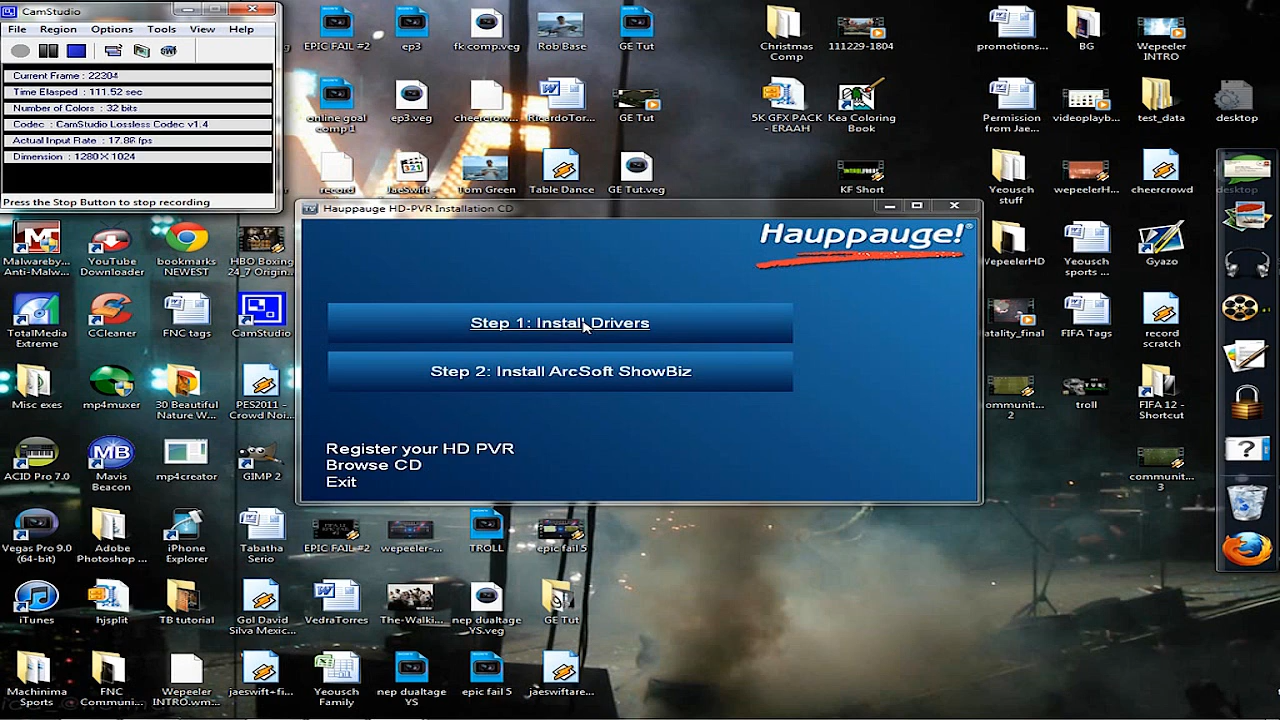 CamStudio
File Region Options Tools View Help
Current Frame : 22204
Time Elasped : 111.52 sec
Number of Colors : 32 bits
Codec : CamStudio Lossless Codec v1.4
Actual Input Rate : 17.86 fps
Dimension : 1280 X 1024
Press the Stop Button to stop recording
EPIC FAIL #2
ep3
fk comp.veg
Rob Base
GE Tut
Christmas
Comp
111229-1804
promotions...
BG
Wepeeler
INTRO
online goal
comp 1
ep3.veg
cheercrow...
RicardoTor...
GE Tut
5K GFX PACK
- ERAAH
Kea Coloring
Book
Permission
from Jae...
videoplayb...
test_data
desktop
record
JaeSwift
Tom Green
Table Dance
GE Tut.veg
KF Short
Yeousch
stuff
wepeelerH...
cheercrowd
desktop
Hauppauge HD-PVR Installation CD
Hauppauge!®
Step 1: Install Drivers
Step 2: Install ArcSoft ShowBiz
Register your HD PVR
Browse CD
Exit
Malwareby...
Anti-Malw...
YouTube
Downloader
bookmarks
NEWEST
HBO Boxing
24_7 Origin...
WepeelerHD
Yeousch
sports ...
Gyazo
TotalMedia
Extreme
CCleaner
FNC tags
CamStudio
atality_final
FIFA Tags
record
scratch
Misc exes
mp4muxer
30 Beautiful
Nature W...
PES2011 -
Crowd Noi...
ommunit...
2
troll
FIFA 12 -
Shortcut
ACID Pro 7.0
MB
Mavis
Beacon
mp4creator
GIMP 2
communit...
3
Vegas Pro 9.0
(64-bit)
Adobe
Photoshop ...
iPhone
Explorer
Tabatha
Serio
EPIC FAIL #2
wepeeler-...
TROLL
epic fail 5
iTunes
hjsplit
TB tutorial
Gol David
Silva Mexic...
VedraTorres
The-Walki...
nep dualtage
YS.veg
GE Tut
Machinima
Sports
FNC
Communi...
Wepeeler
INTRO.wm...
jaeswift+fi...
Yeousch
Family
nep dualtage
YS
epic fail 5
jaeswiftare...